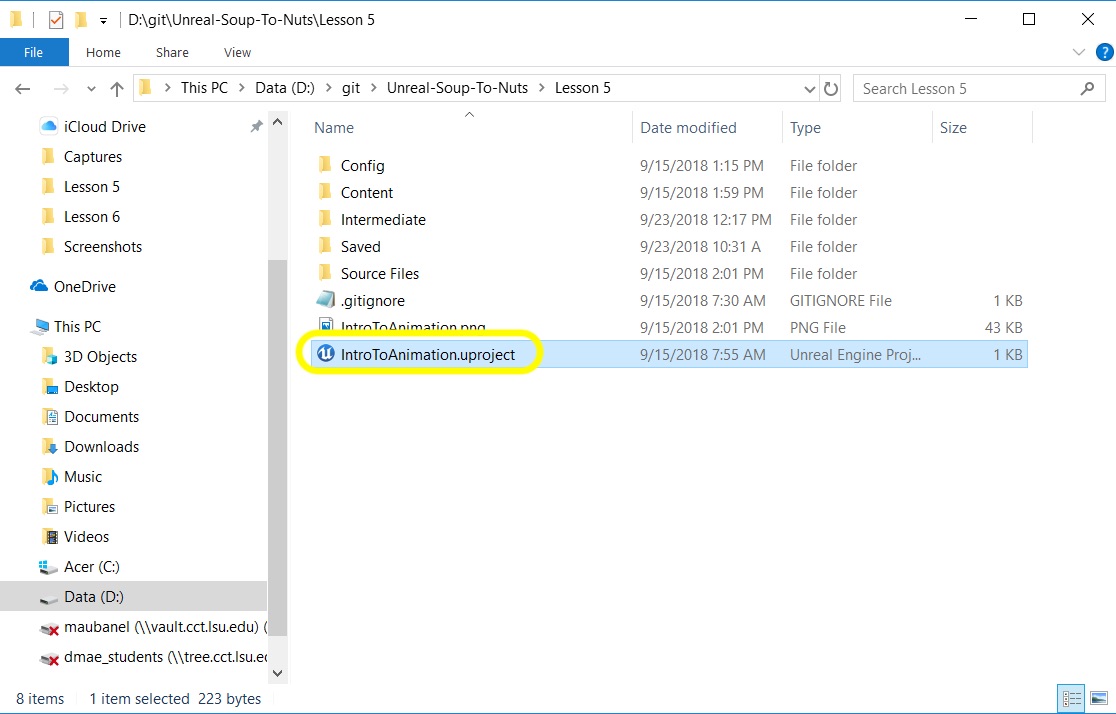 D:\git\Unreal-Soup-To-Nuts\Lesson 5
File Home Share View
This PC Data (D:) git Unreal-Soup-To-Nuts Lesson 5 Search Lesson 5
iCloud Drive
Captures
Lesson 5
Lesson 6
Screenshots
OneDrive
This PC
3D Objects
Desktop
Documents
Downloads
Music
Pictures
Videos
Acer (C:)
Data (D:)
maubanel (\\vault.cct.lsu.edu) (
dmae_students (\\tree.cct.lsu.ed
Name Date modified Type Size
Config 9/15/2018 1:15 PM File folder
Content 9/15/2018 1:59 PM File folder
Intermediate 9/23/2018 12:17 PM File folder
Saved 9/23/2018 10:31 A File folder
Source Files 9/15/2018 2:01 PM File folder
.gitignore 9/15/2018 7:30 AM GITIGNORE File 1 KB
IntroToAnimation.png 9/15/2018 2:01 PM PNG File 43 KB
IntroToAnimation.uproject 9/15/2018 7:55 AM Unreal Engine Proj... 1 KB
8 items 1 item selected 223 bytes